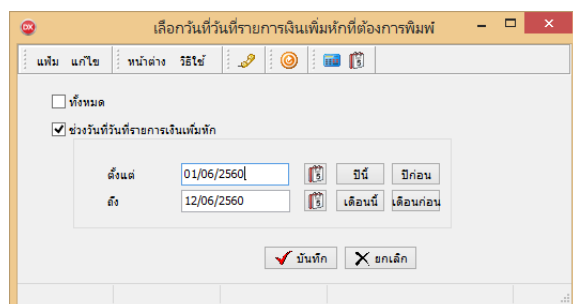 เลือกวันที่วันที่รายการเงินเพิ่มหักที่ต้องการพิมพ์
แฟ้ม แก้ไข หน้าต่าง วิธีใช้
ทั้งหมด
ช่วงวันที่วันที่รายการเงินเพิ่มหัก
ตั้งแต่ 01/06/2560 ปีนี้ ปีก่อน
ถึง 12/06/2560 เดือนนี้ เดือนก่อน
บันทึก ยกเลิก